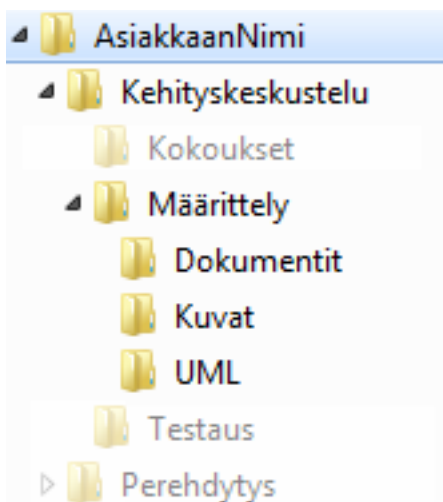 AsiakkaanNimi
Kehityskeskustelu
Kokoukset
Määrittely
Dokumentit
Kuvat
UML
Testaus
Perehdytys